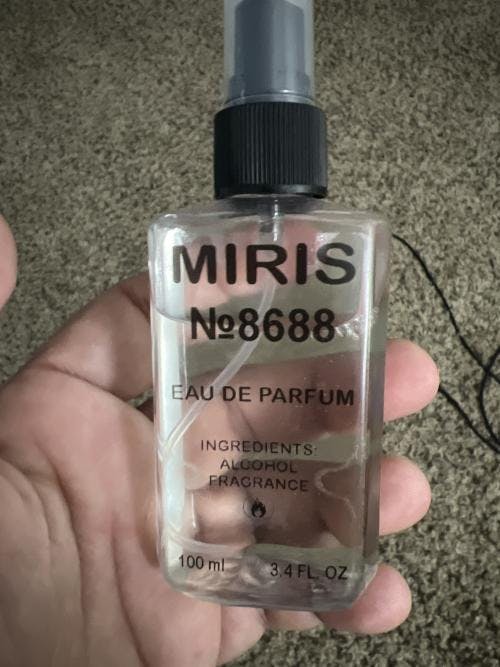 MIRIS
№8688
EAU DE PARFUM
INGREDIENTS:
ALCOHOL
FRAGRANCE
100 ml 3.4 FL. OZ